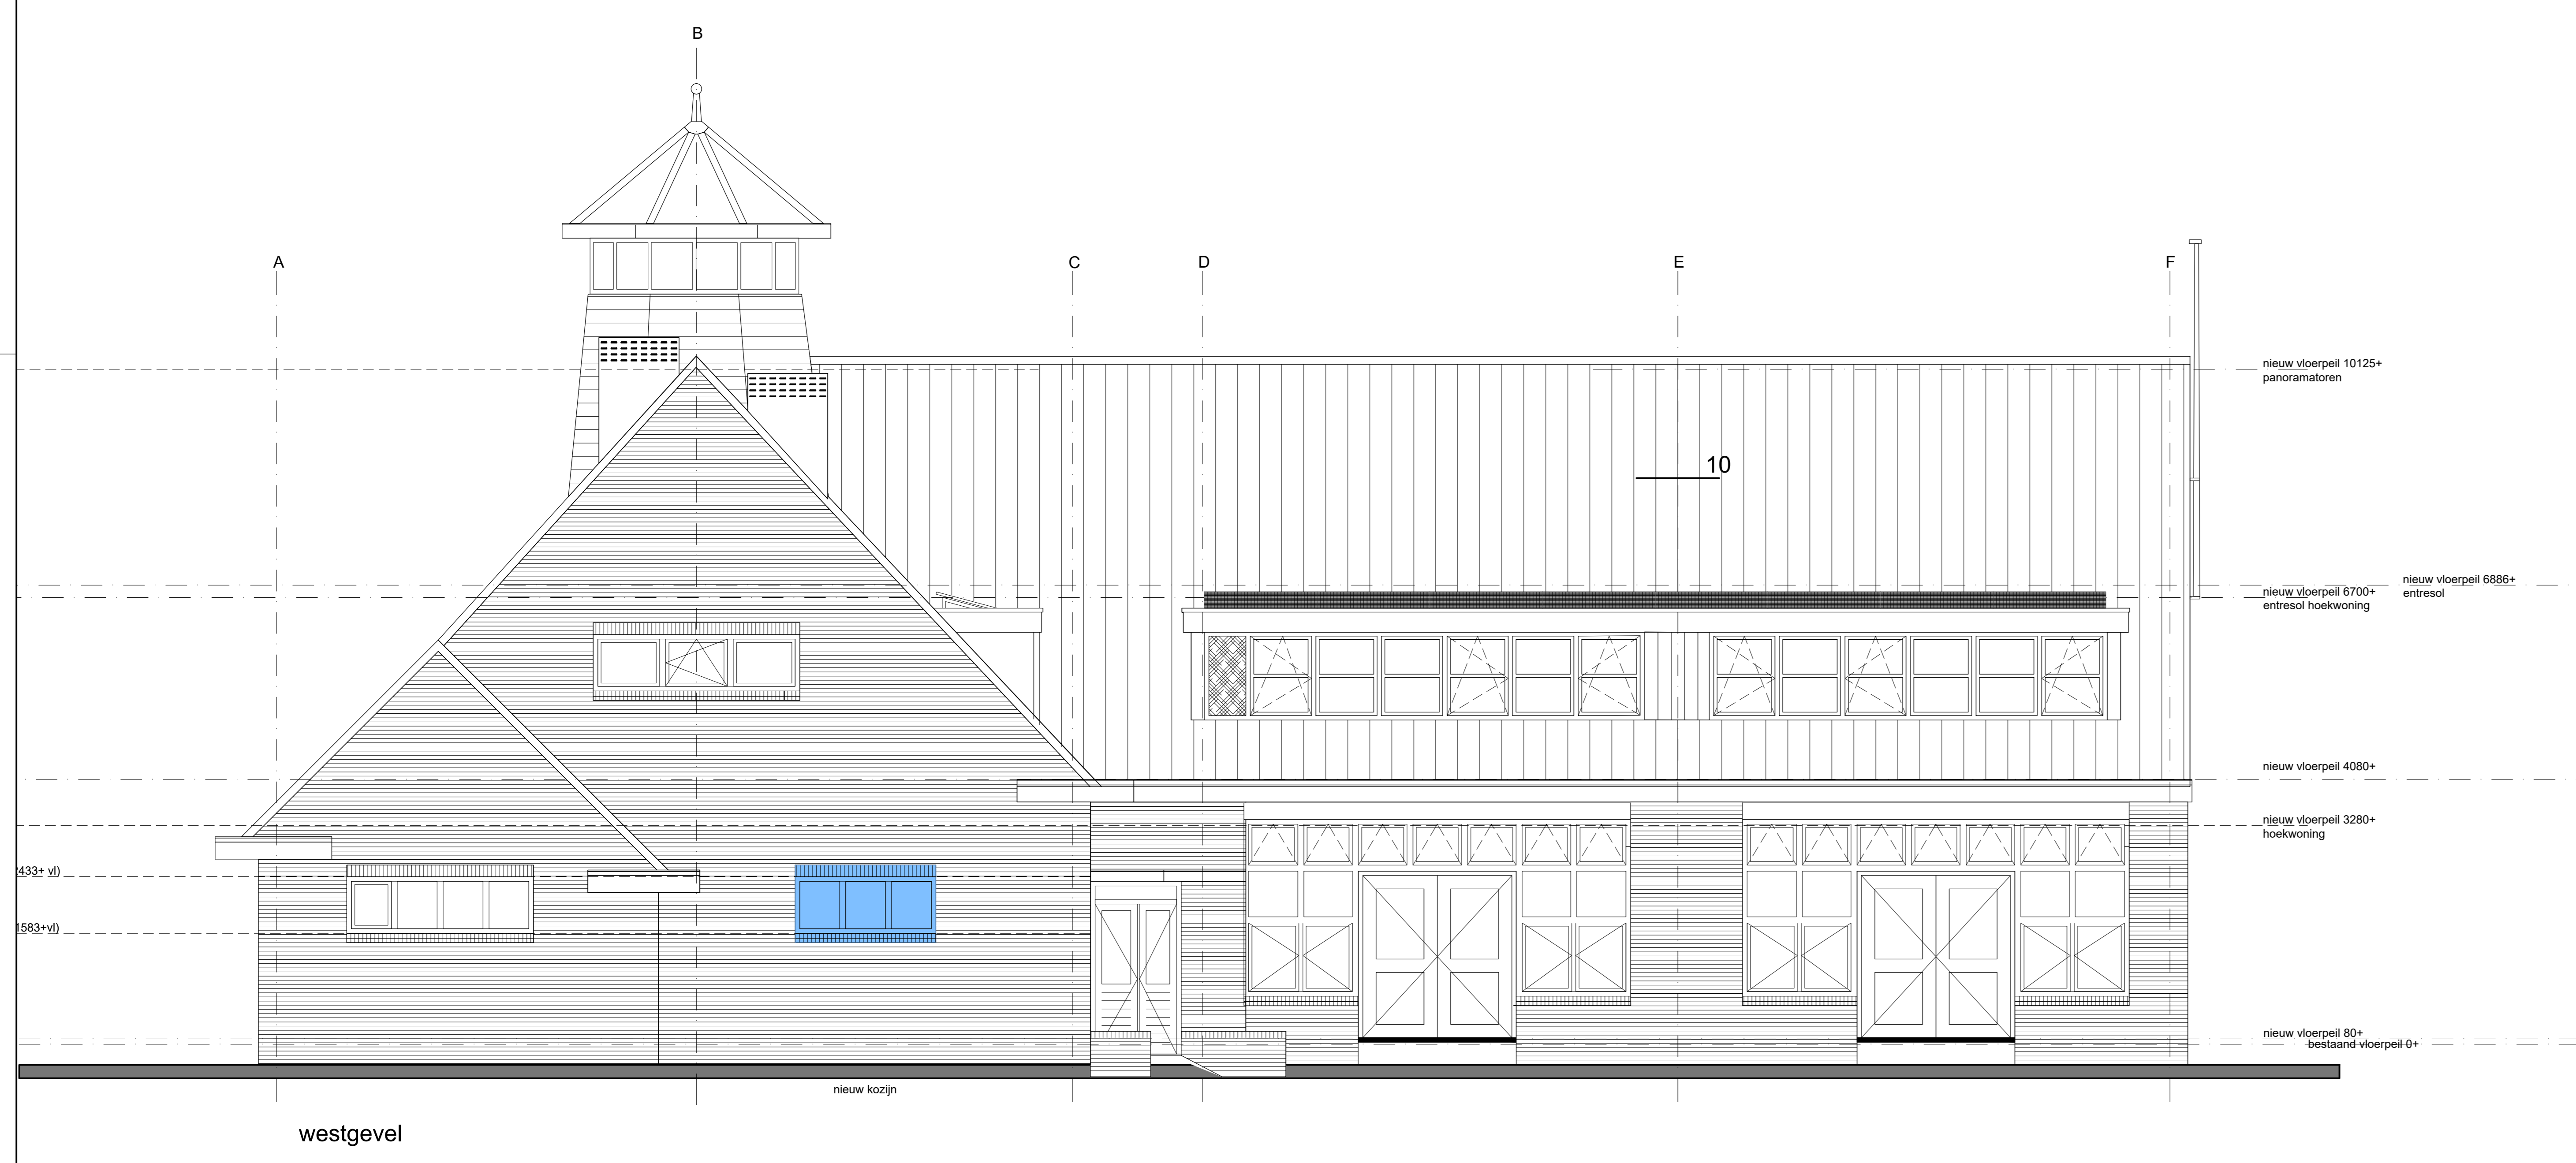 B
A
C
D
E
F
nieuw vloerpeil 10125+
panoramatoren
10
nieuw vloerpeil 6886+
entresol
nieuw vloerpeil 6700+
entresol hoekwoning
nieuw vloerpeil 4080+
nieuw vloerpeil 3280+
hoekwoning
433+ vl)
1583+vl)
nieuw vloerpeil 80+
bestaand vloerpeil 0+
nieuw kozijn
westgevel